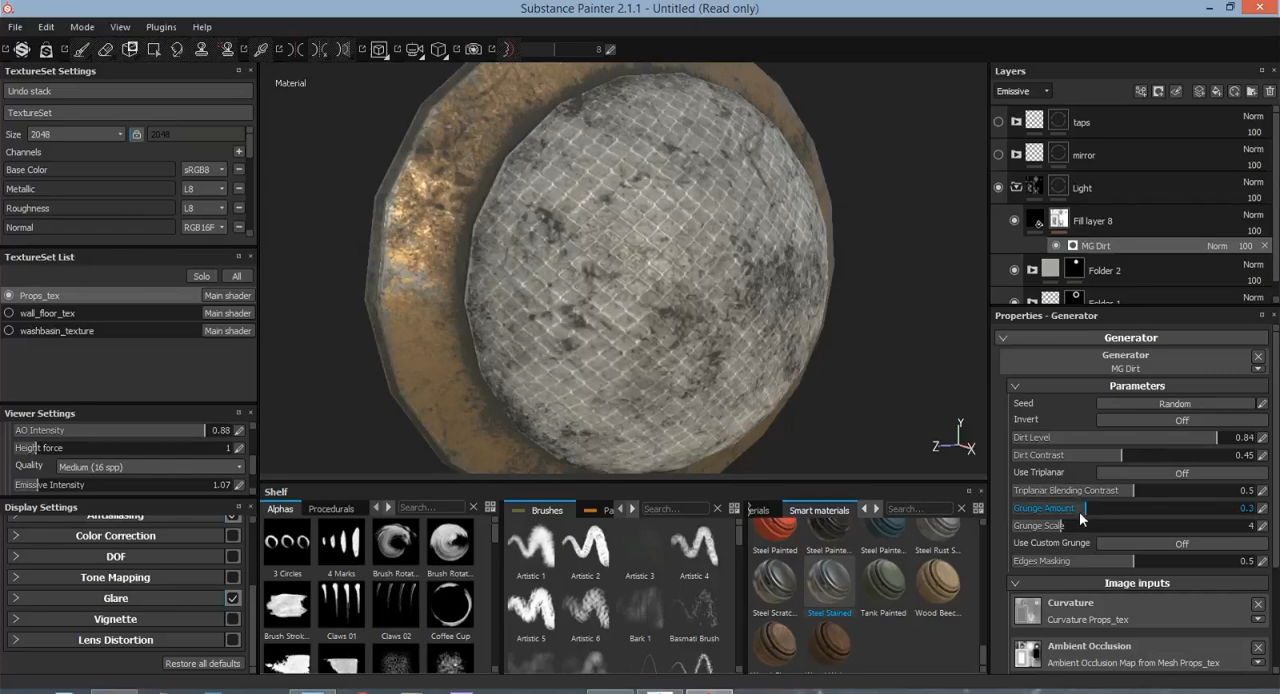 Substance Painter 2.1.1 - Untitled (Read only)
File Edit Mode Views Plugins Help
8
TextureSet Settings
Undo stack
TextureSet
Size 2048 2048
Channels
Base Color sRGB8
Metallic L8
Roughness L8
Normal RGB16F
TextureSet List
Solo All
Props_tex Main shader
wall_floor_tex Main shader
washbasin_texture Main shader
Viewer Settings
AO Intensity 0.88
Height force 1
Quality Medium (16 spp)
Emissive Intensity 1.07
Display Settings
Antialiasing
Color Correction
DOF
Tone Mapping
Glare
Vignette
Lens Distortion
Restore all defaults
Material
Y
Z X
Shelf
Alphas Procedurals Search...
3 Circles 4 Marks Brush Rotat... Brush Rotat...
Brush Strok... Claws 01 Claws 02 Coffee Cup
Brushes Pa Search...
Artistic 1 Artistic 2 Artistic 3 Artistic 4
Artistic 5 Artistic 6 Bark 1 Basmati Brush
erials Smart materials Search...
Steel Painted Steel Painte... Steel Painte... Steel Rust S...
Steel Scratc... Steel Stained Tank Painted Wood Beec...
Layers
Emissive
taps Norm 100
mirror Norm 100
Light Norm 100
Fill layer 8 Norm 100
MG Dirt Norm 100
Folder 2 Norm 100
Folder 1 Norm
Properties - Generator
Generator
Generator
MG Dirt
Parameters
Seed Random
Invert Off
Dirt Level 0.84
Dirt Contrast 0.45
Use Triplanar Off
Triplanar Blending Contrast 0.5
Grunge Amount 0.3
Grunge Scale 4
Use Custom Grunge Off
Edges Masking 0.5
Image inputs
Curvature
Curvature Props_tex
Ambient Occlusion
Ambient Occlusion Map from Mesh Props_tex